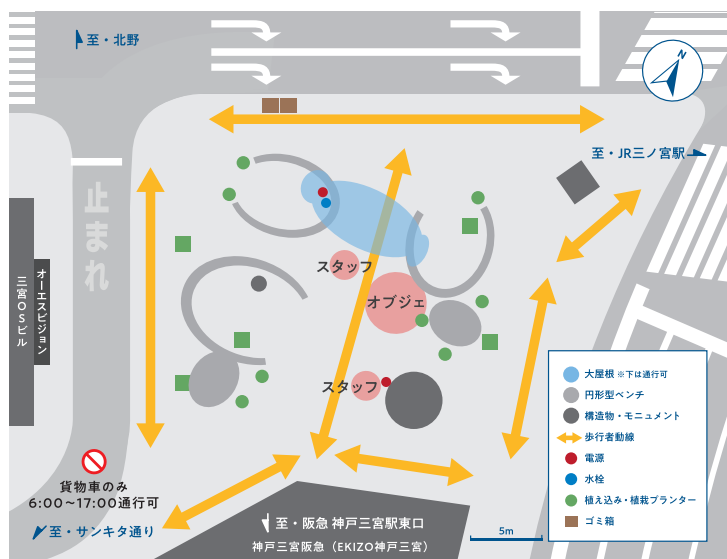 至・北野
N
至・JR三ノ宮駅
止まれ
三宮OSビル
オーエスビジョン
スタッフ
オブジェ
スタッフ
大屋根 ※下は通行可
円形型ベンチ
構造物・モニュメント
歩行者動線
電源
水栓
植え込み・植栽プランター
ゴミ箱
貨物車のみ
6:00〜17:00通行可
至・サンキタ通り
至・阪急 神戸三宮駅東口
神戸三宮阪急（EKIZO神戸三宮）
5m